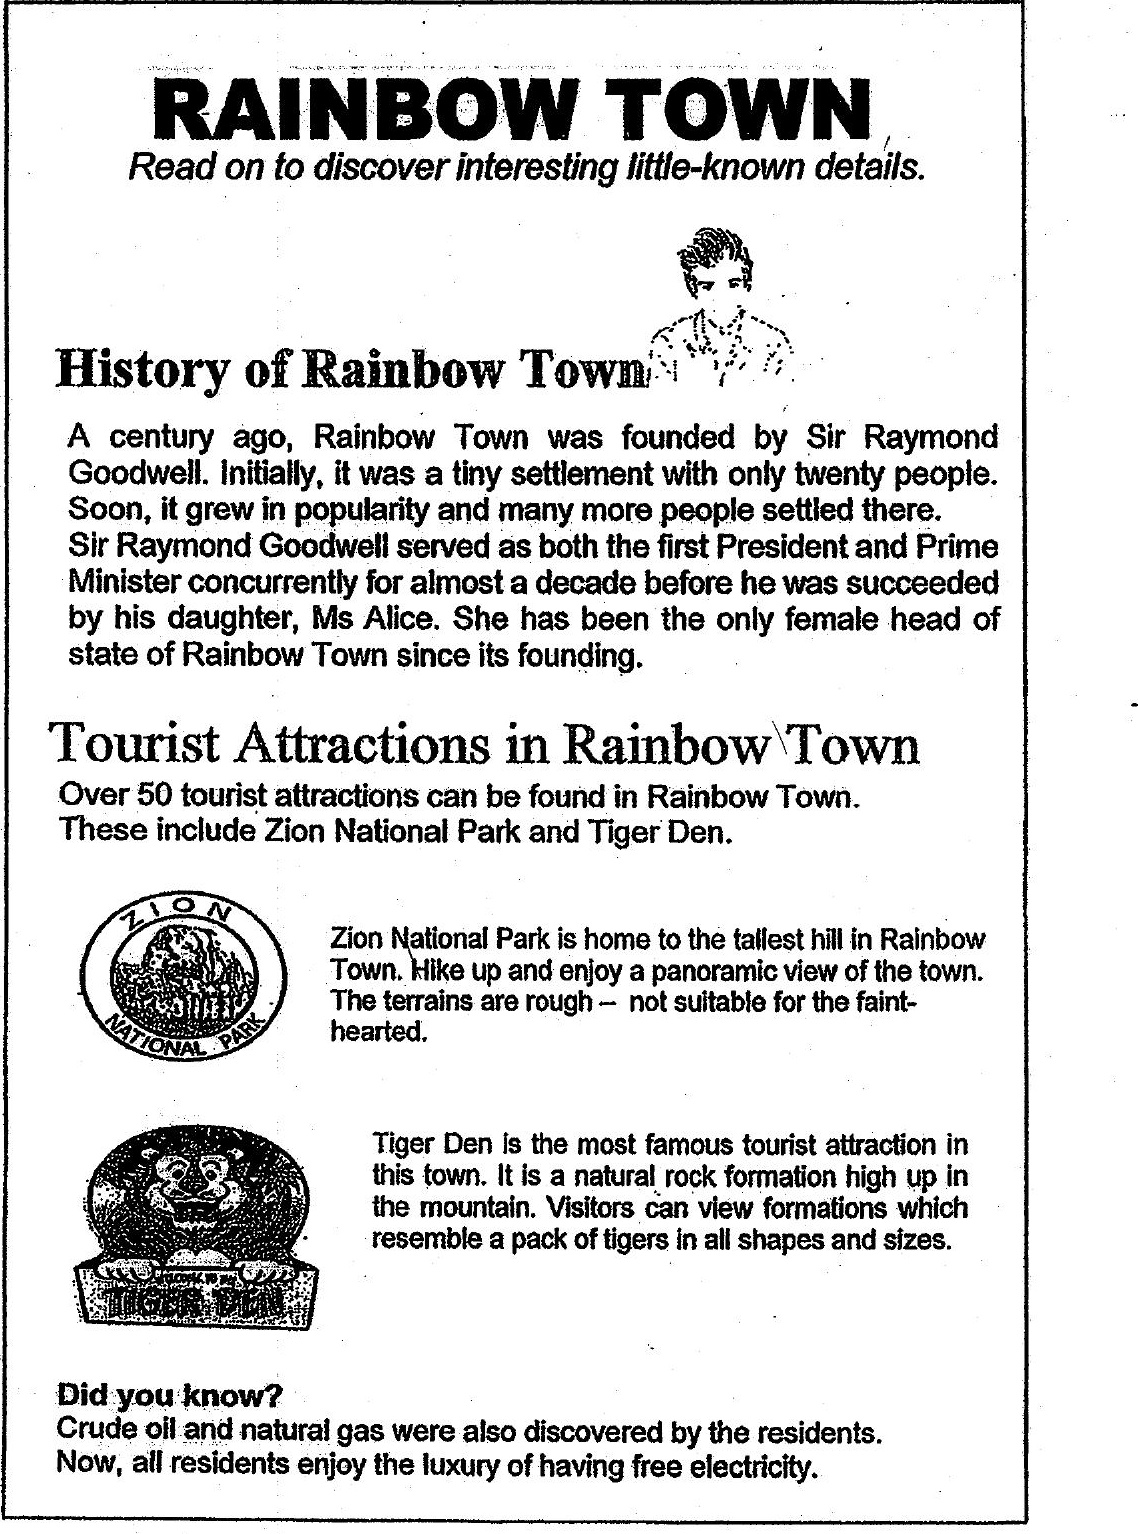 RAINBOW TOWN
Read on to discover interesting little-known details.
History of Rainbow Town
A century ago, Rainbow Town was founded by Sir Raymond
Goodwell. Initially, it was a tiny settlement with only twenty people.
Soon, it grew in popularity and many more people settled there.
Sir Raymond Goodwell served as both the first President and Prime
Minister concurrently for almost a decade before he was succeeded
by his daughter, Ms Alice. She has been the only female head of
state of Rainbow Town since its founding.
Tourist Attractions in Rainbow Town
Over 50 tourist attractions can be found in Rainbow Town.
These include Zion National Park and Tiger Den.
ZION
NATIONAL PARK
Zion National Park is home to the tallest hill in Rainbow
Town. Hike up and enjoy a panoramic view of the town.
The terrains are rough – not suitable for the faint-
hearted.
TIGER DEN
Tiger Den is the most famous tourist attraction in
this town. It is a natural rock formation high up in
the mountain. Visitors can view formations which
resemble a pack of tigers in all shapes and sizes.
Did you know?
Crude oil and natural gas were also discovered by the residents.
Now, all residents enjoy the luxury of having free electricity.